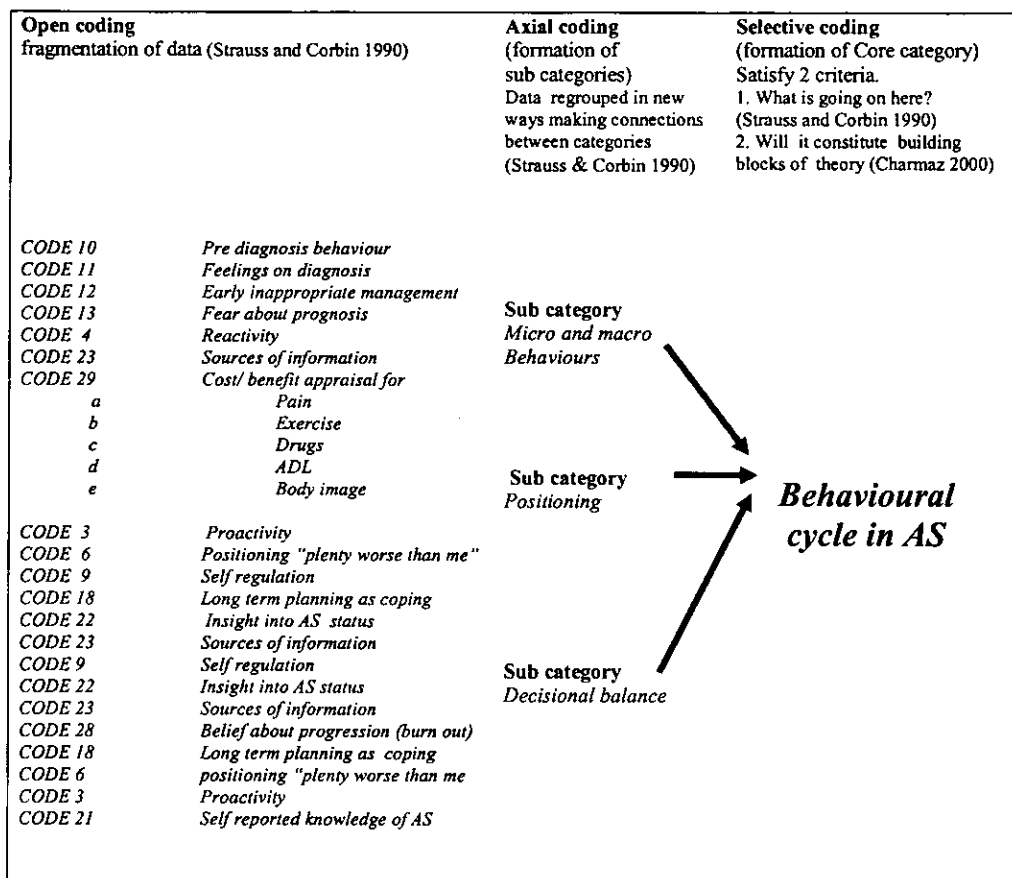 Open coding
fragmentation of data (Strauss and Corbin 1990)
Axial coding
(formation of
sub categories)
Data regrouped in new
ways making connections
between categories
(Strauss & Corbin 1990)
Selective coding
(formation of Core category)
Satisfy 2 criteria.
1. What is going on here?
(Strauss and Corbin 1990)
2. Will it constitute building
blocks of theory (Charmaz 2000)
CODE 10 Pre diagnosis behaviour
CODE 11 Feelings on diagnosis
CODE 12 Early inappropriate management
CODE 13 Fear about prognosis
CODE 4 Reactivity
CODE 23 Sources of information
CODE 29 Cost/ benefit appraisal for
a Pain
b Exercise
c Drugs
d ADL
e Body image
CODE 3 Proactivity
CODE 6 Positioning "plenty worse than me"
CODE 9 Self regulation
CODE 18 Long term planning as coping
CODE 22 Insight into AS status
CODE 23 Sources of information
CODE 9 Self regulation
CODE 22 Insight into AS status
CODE 23 Sources of information
CODE 28 Belief about progression (burn out)
CODE 18 Long term planning as coping
CODE 6 positioning "plenty worse than me
CODE 3 Proactivity
CODE 21 Self reported knowledge of AS
Sub category
Micro and macro
Behaviours
Sub category
Positioning
Sub category
Decisional balance
Behavioural
cycle in AS